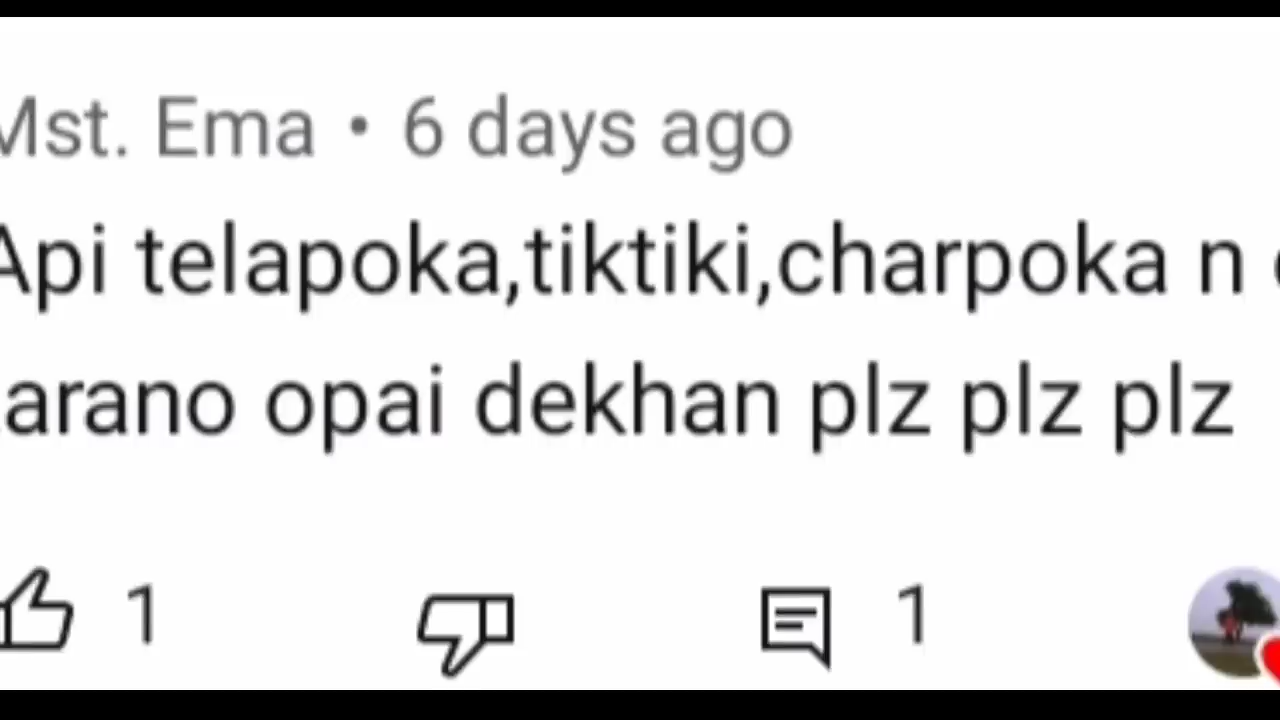 Mst. Ema • 6 days ago
Api telapoka,tiktiki,charpoka n
arano opai dekhan plz plz plz
1 1